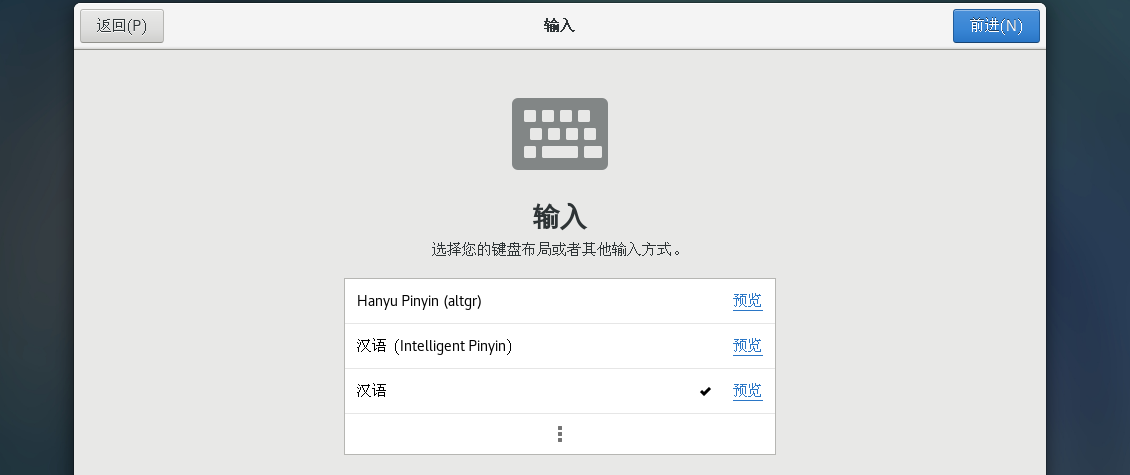 返回(P)
输入
前进(N)
输入
选择您的键盘布局或者其他输入方式。
Hanyu Pinyin (altgr)
预览
汉语（Intelligent Pinyin）
预览
汉语
预览